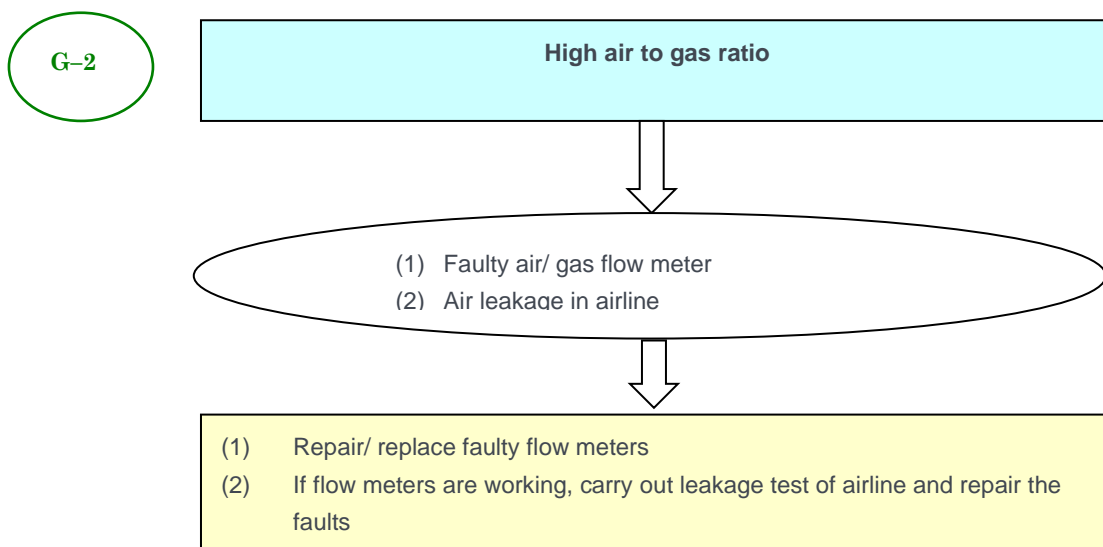 G–2
High air to gas ratio
(1) Faulty air/ gas flow meter
(2) Air leakage in airline
(1) Repair/ replace faulty flow meters
(2) If flow meters are working, carry out leakage test of airline and repair the
faults